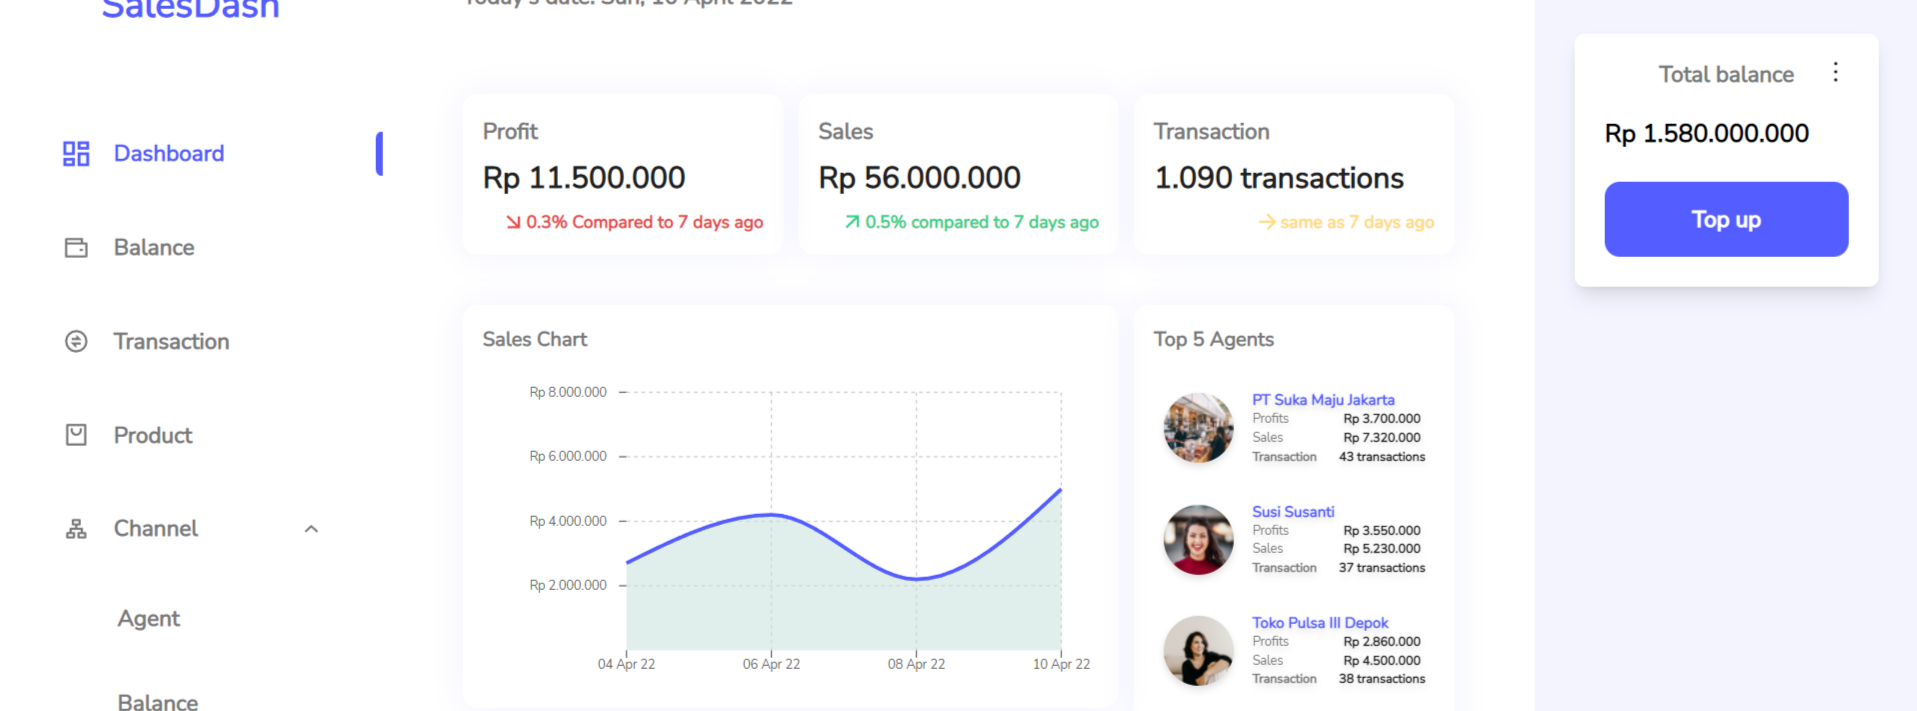 SalesDash
Today's date: Sun, 10 April 2022
Dashboard
Balance
Transaction
Product
Channel
Agent
Balance
Profit
Rp 11.500.000
0.3% Compared to 7 days ago
Sales
Rp 56.000.000
0.5% compared to 7 days ago
Transaction
1.090 transactions
same as 7 days ago
Sales Chart
Rp 8.000.000
Rp 6.000.000
Rp 4.000.000
Rp 2.000.000
04 Apr 22 06 Apr 22 08 Apr 22 10 Apr 22
Top 5 Agents
PT Suka Maju Jakarta
Profits Rp 3.700.000
Sales Rp 7.320.000
Transaction 43 transactions
Susi Susanti
Profits Rp 3.550.000
Sales Rp 5.230.000
Transaction 37 transactions
Toko Pulsa III Depok
Profits Rp 2.860.000
Sales Rp 4.500.000
Transaction 38 transactions
Total balance
Rp 1.580.000.000
Top up